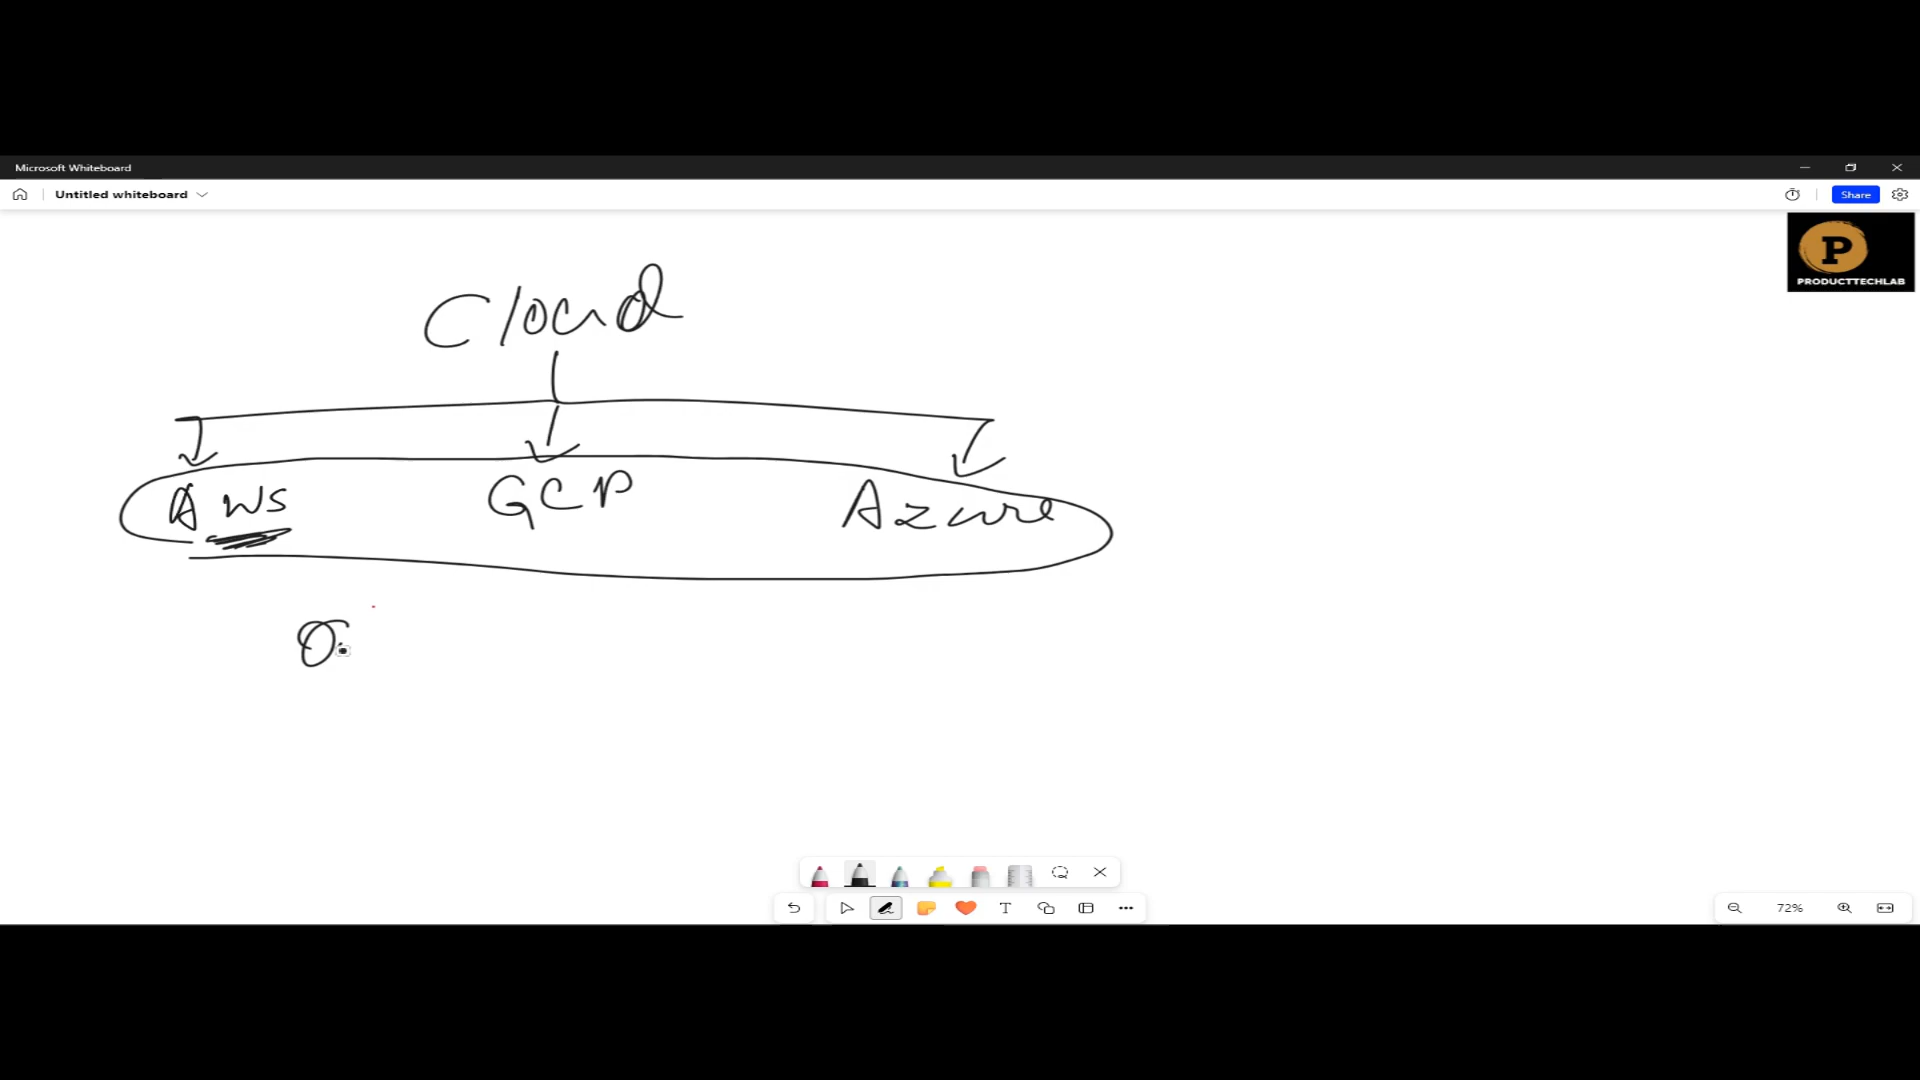 Microsoft Whiteboard
Untitled whiteboard
Share
P
PRODUCTTECHLAB
Cloud
AWS GCP Azure
T
72%